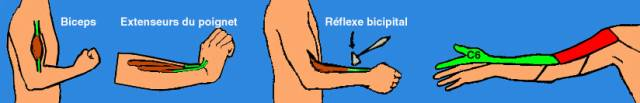 Biceps
Extenseurs du poignet
Réflexe bicipital
C6